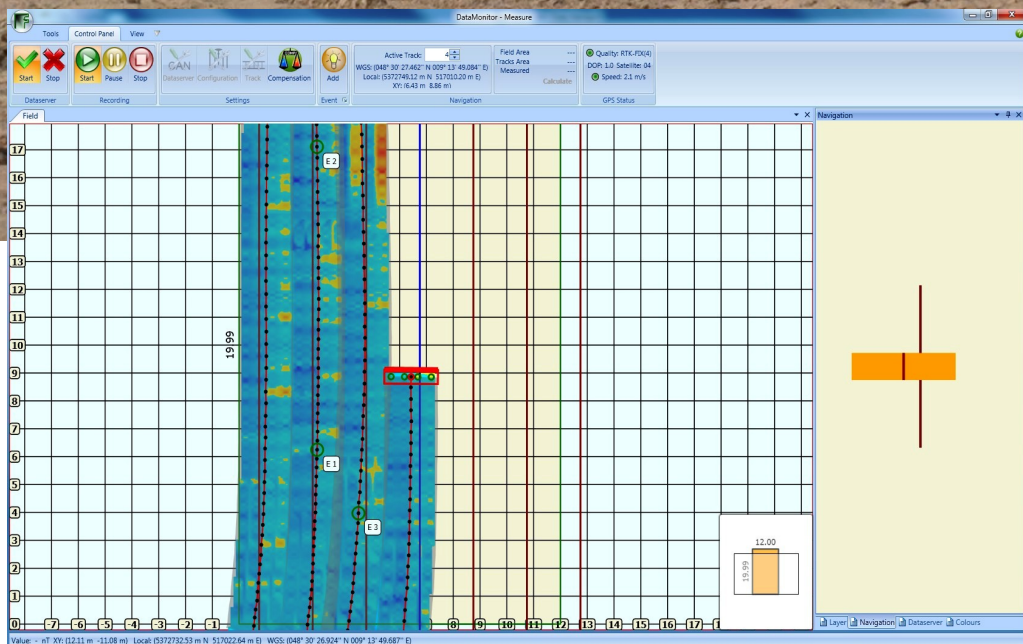 DataMonitor - Measure
Tools Control Panel View
Start Stop Start Pause Stop Dataserver Configuration Track Compensation Add
CAN
Active Track: 4
WGS: (048° 30' 27.462'' N 009° 13' 49.084'' E)
Local: (5372749.12 m N 517010.20 m E)
XY: (6.43 m 8.86 m)
Field Area ---
Tracks Area ---
Measured ---
Calculate
Quality: RTK-FIX(4)
DOP: 1.0 Satellite: 04
Speed: 2.1 m/s
Dataserver Recording Settings Event Navigation GPS Status
Field
Navigation
17
E 2
16
15
14
13
12
11
10
19.99
9
8
7
6
E 1
5
4
E 3
3
2
1
0 -7 -6 -5 -4 -3 -2 -1 8 9 10 11 12 13 14 15 16 17
12.00
19.99
Layer Navigation Dataserver Colours
Value: - nT XY: (12.11 m -11.08 m) Local: (5372732.53 m N 517022.64 m E) WGS: (048° 30' 26.924'' N 009° 13' 49.687'' E)